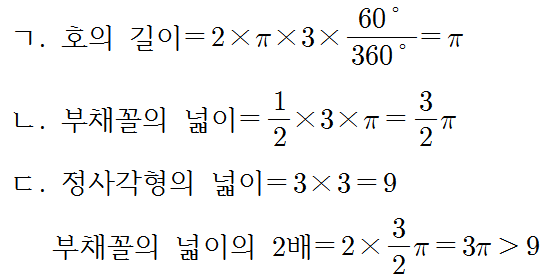 ㄱ. 호의 길이=2×π×3×60°/360°=π
ㄴ. 부채꼴의 넓이=1/2×3×π=3/2π
ㄷ. 정사각형의 넓이=3×3=9
부채꼴의 넓이의 2배=2×3/2π=3π>9